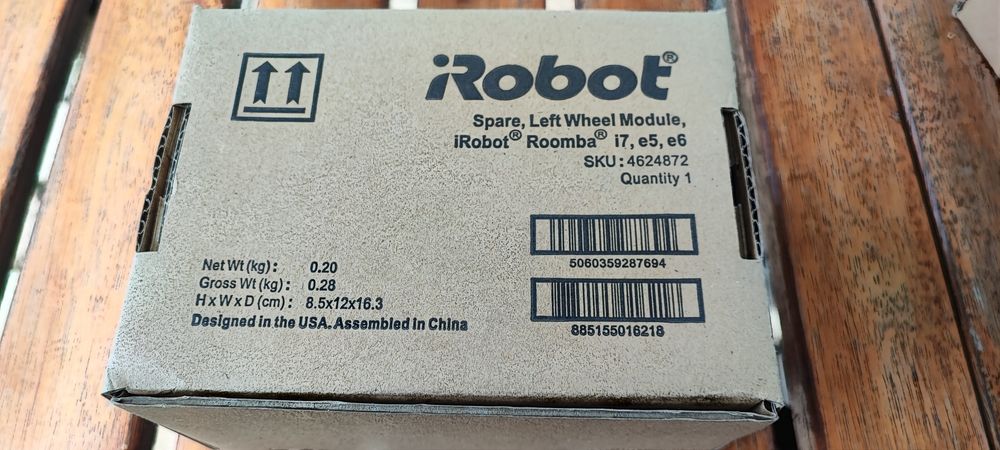 iRobot®
Spare, Left Wheel Module,
iRobot® Roomba® i7, e5, e6
SKU: 4624872
Quantity 1
5060359287694
885155016218
Net Wt (kg): 0.20
Gross Wt (kg): 0.28
H x W x D (cm): 8.5x12x16.3
Designed in the USA. Assembled in China